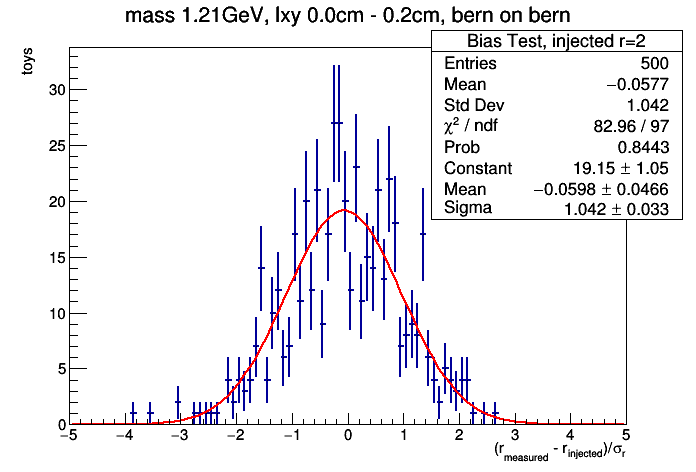 mass 1.21GeV, lxy 0.0cm - 0.2cm, bern on bern
Bias Test, injected r=2
Entries 500
Mean −0.0577
Std Dev 1.042
χ² / ndf 82.96 / 97
Prob 0.8443
Constant 19.15 ± 1.05
Mean −0.0598 ± 0.0466
Sigma 1.042 ± 0.033
toys
30
25
20
15
10
5
0
−5 −4 −3 −2 −1 0 1 2 3 4 5
(r_measured - r_injected)/σ_r